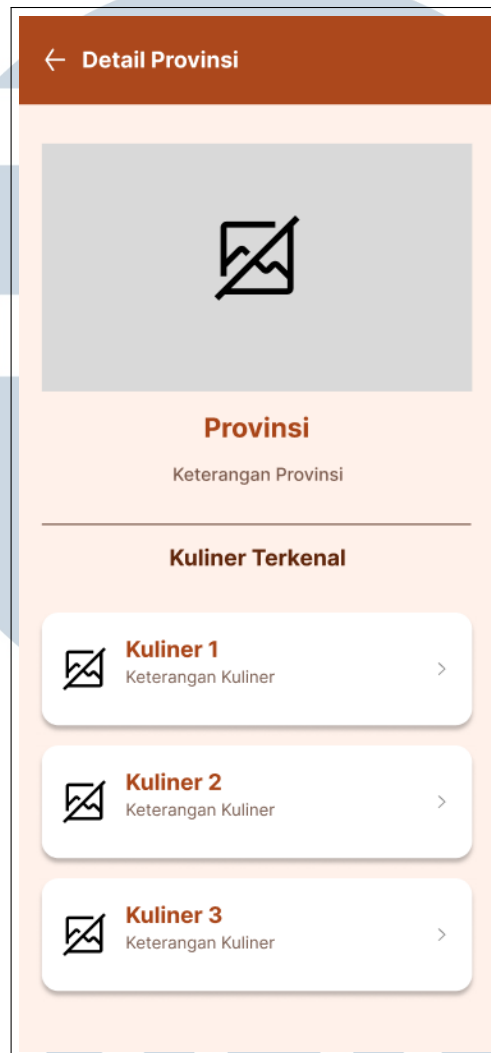 Detail Provinsi
Provinsi
Keterangan Provinsi
Kuliner Terkenal
Kuliner 1
Keterangan Kuliner
Kuliner 2
Keterangan Kuliner
Kuliner 3
Keterangan Kuliner